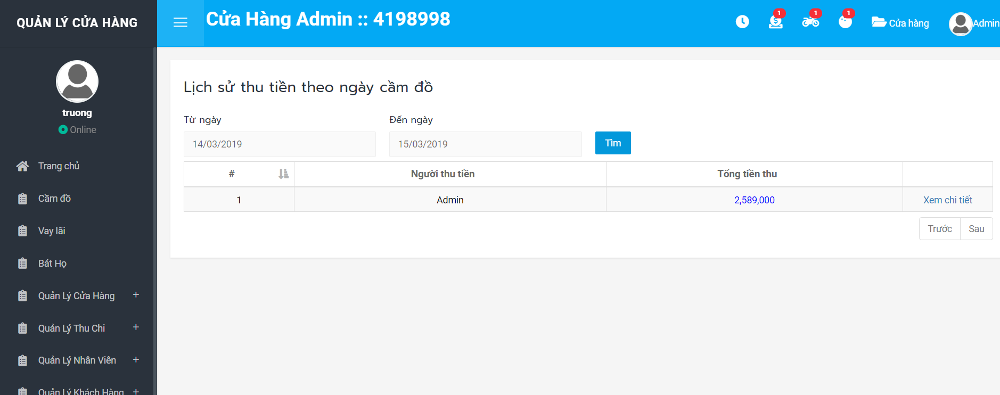 QUẢN LÝ CỬA HÀNG
Cửa Hàng Admin :: 4198998
1
1
1
Cửa hàng
Admin
truong
Online
Trang chủ
Cầm đồ
Vay lãi
Bát Họ
Quản Lý Cửa Hàng +
Quản Lý Thu Chi +
Quản Lý Nhân Viên +
Quản Lý Khách Hàng +
Lịch sử thu tiền theo ngày cầm đồ
Từ ngày
Đến ngày
14/03/2019
15/03/2019
Tìm
# Người thu tiền Tổng tiền thu
1 Admin 2,589,000 Xem chi tiết
Trước Sau